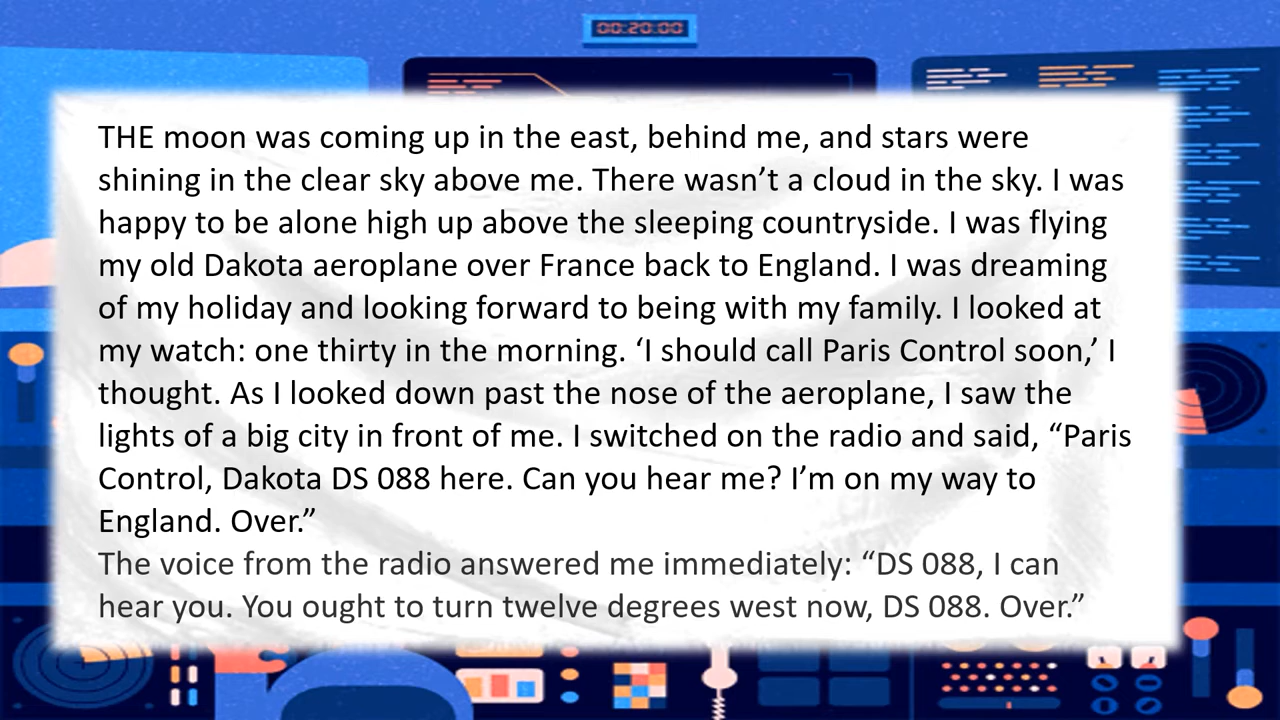 00:20:00
THE moon was coming up in the east, behind me, and stars were
shining in the clear sky above me. There wasn’t a cloud in the sky. I was
happy to be alone high up above the sleeping countryside. I was flying
my old Dakota aeroplane over France back to England. I was dreaming
of my holiday and looking forward to being with my family. I looked at
my watch: one thirty in the morning. ‘I should call Paris Control soon,’ I
thought. As I looked down past the nose of the aeroplane, I saw the
lights of a big city in front of me. I switched on the radio and said, “Paris
Control, Dakota DS 088 here. Can you hear me? I’m on my way to
England. Over.”
The voice from the radio answered me immediately: “DS 088, I can
hear you. You ought to turn twelve degrees west now, DS 088. Over.”